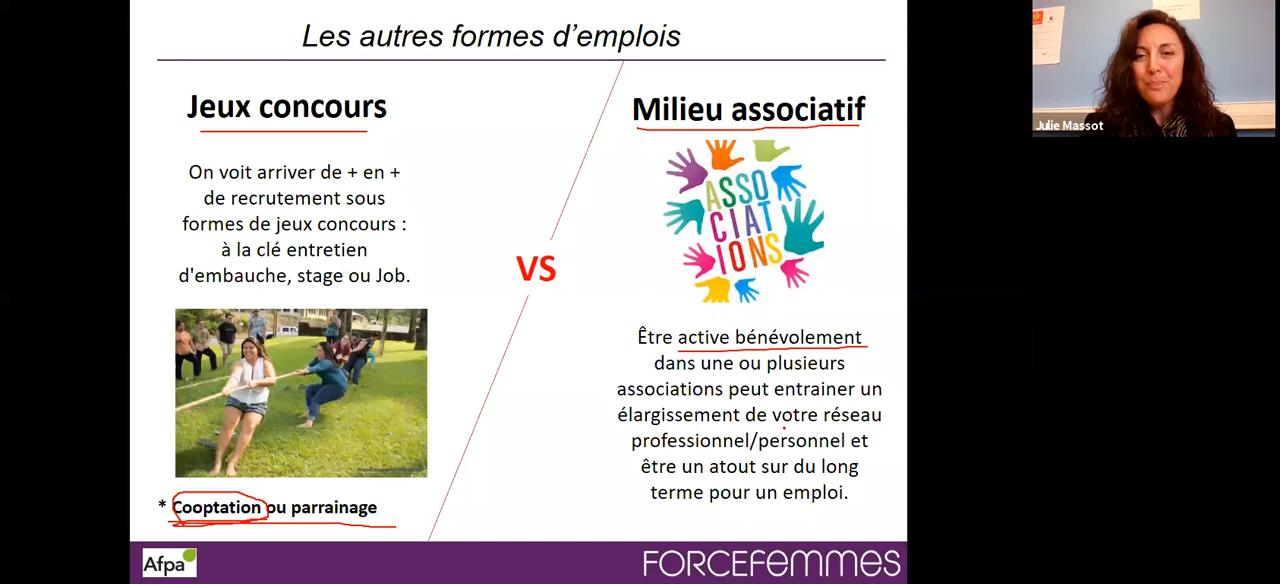 Les autres formes d'emplois
Jeux concours
On voit arriver de + en +
de recrutement sous
formes de jeux concours :
à la clé entretien
d'embauche, stage ou Job.
* Cooptation ou parrainage
VS
Milieu associatif
ASSO
CIAT
IONS
Être active bénévolement
dans une ou plusieurs
associations peut entrainer un
élargissement de votre réseau
professionnel/personnel et
être un atout sur du long
terme pour un emploi.
Afpa
FORCEFEMMES
Julie Massot